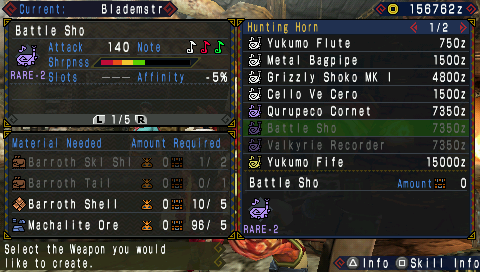 Current: Blademstr
156762z
Battle Sho
Attack 140 Note
Shrpnss
RARE-2
Slots --- Affinity -5%
L 1/5 R
Material Needed Amount Required
Barroth Skl Shl 0 1/ 2
Barroth Tail 0 0/ 1
Barroth Shell 0 10/ 5
Machalite Ore 0 96/ 5
Select the Weapon you would
like to create.
Hunting Horn 1/2
Yukumo Flute 750z
Metal Bagpipe 1500z
Grizzly Shoko MK I 4800z
Cello Ve Cero 1500z
Qurupeco Cornet 7350z
Battle Sho 7350z
Valkyrie Recorder 7350z
Yukumo Fife 15000z
Battle Sho Amount 0
RARE-2
Info Skill Info